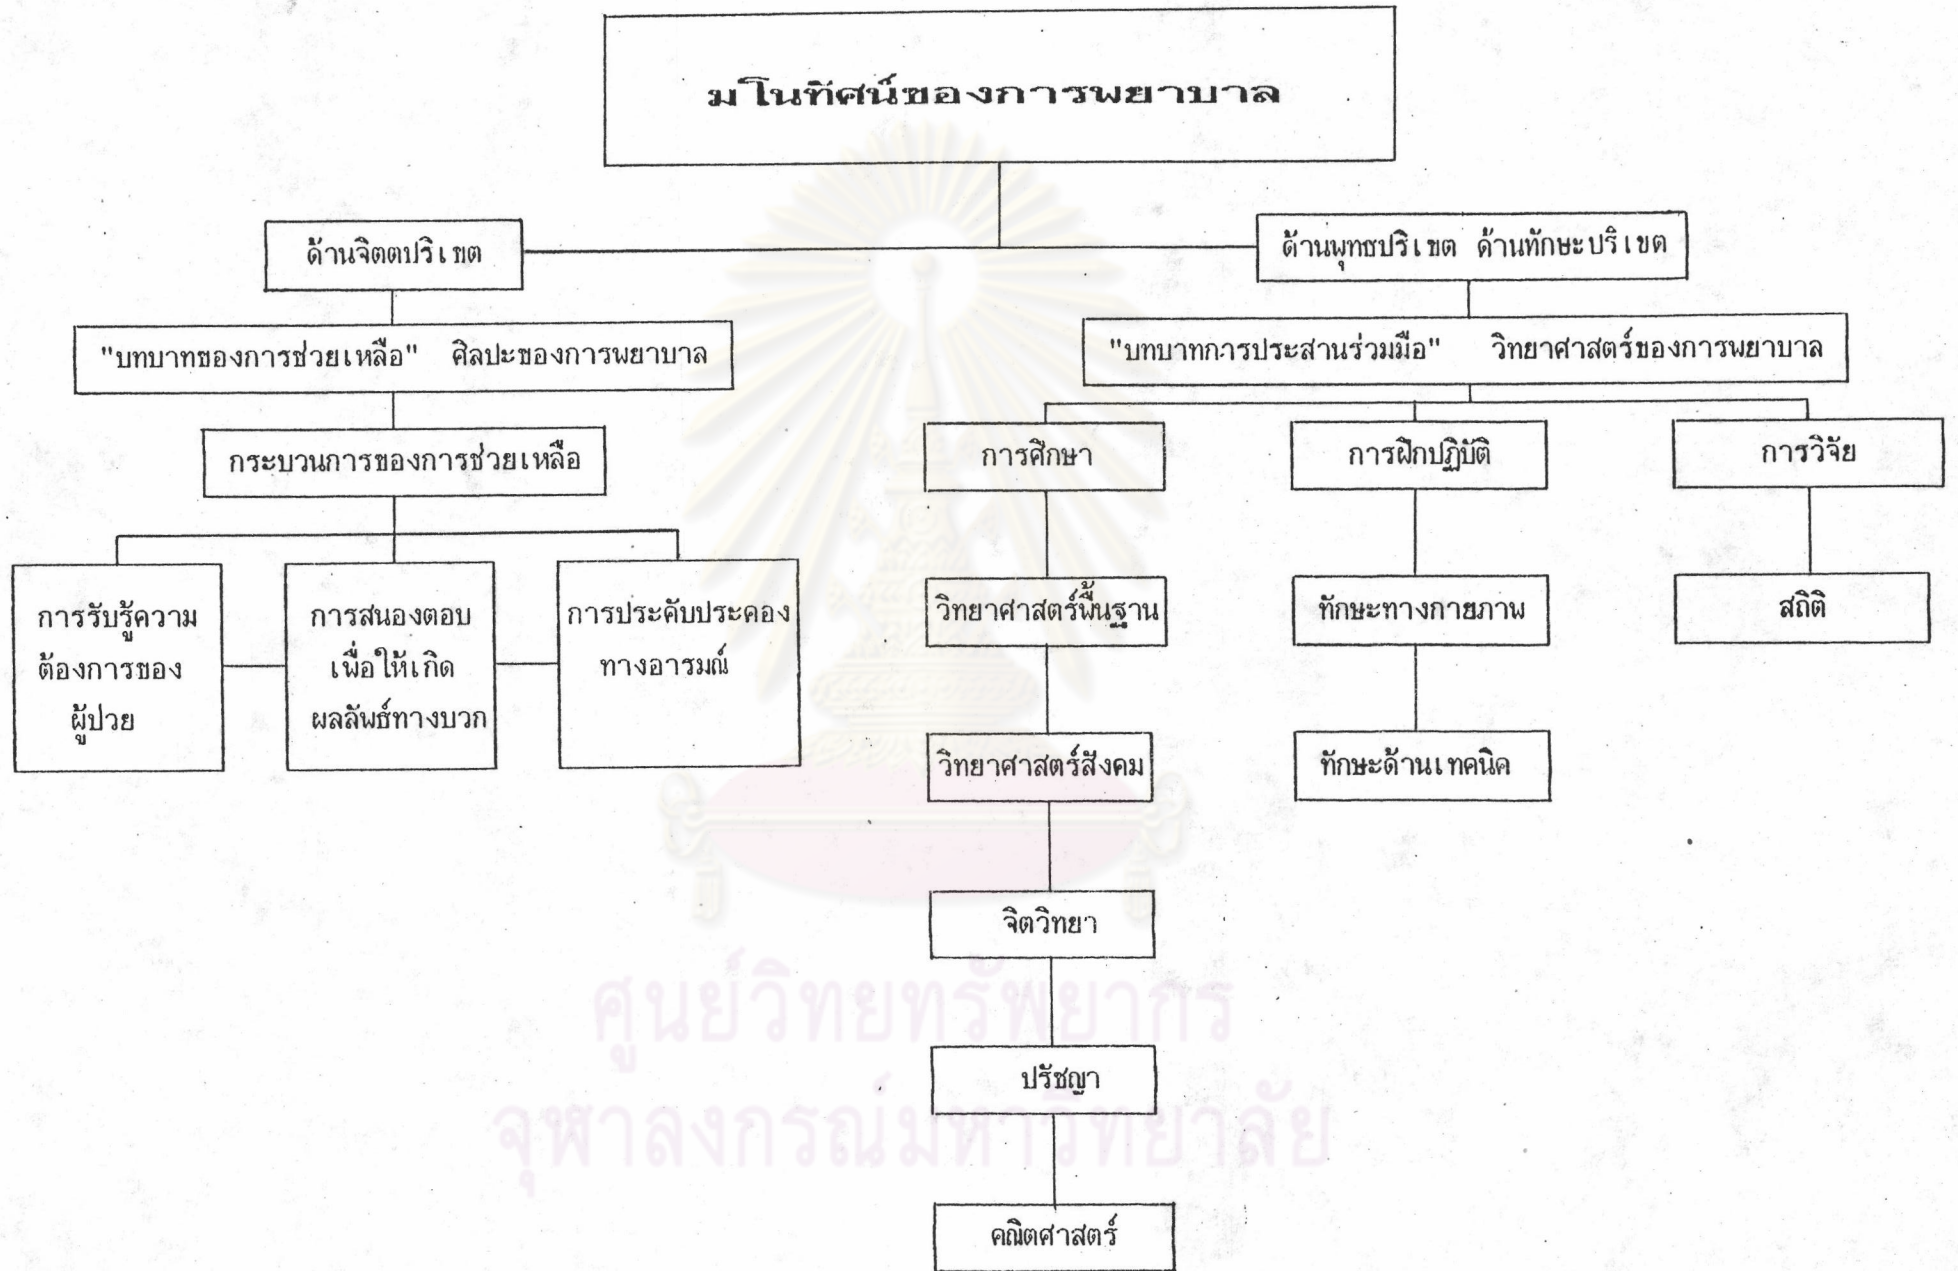 มโนทัศน์ของการพยาบาล
ด้านจิตตปริเขต
ด้านพุทธปริเขต ด้านทักษะปริเขต
"บทบาทของการช่วยเหลือ" ศิลปะของการพยาบาล
"บทบาทการประสานร่วมมือ" วิทยาศาสตร์ของการพยาบาล
กระบวนการของการช่วยเหลือ
การศึกษา
การฝึกปฏิบัติ
การวิจัย
การรับรู้ความ
ต้องการของ
ผู้ป่วย
การสนองตอบ
เพื่อให้เกิด
ผลลัพธ์ทางบวก
การประคับประคอง
ทางอารมณ์
วิทยาศาสตร์พื้นฐาน
ทักษะทางกายภาพ
สถิติ
วิทยาศาสตร์สังคม
ทักษะด้านเทคนิค
จิตวิทยา
ปรัชญา
คณิตศาสตร์
ศูนย์วิทยทรัพยากร
จุฬาลงกรณ์มหาวิทยาลัย